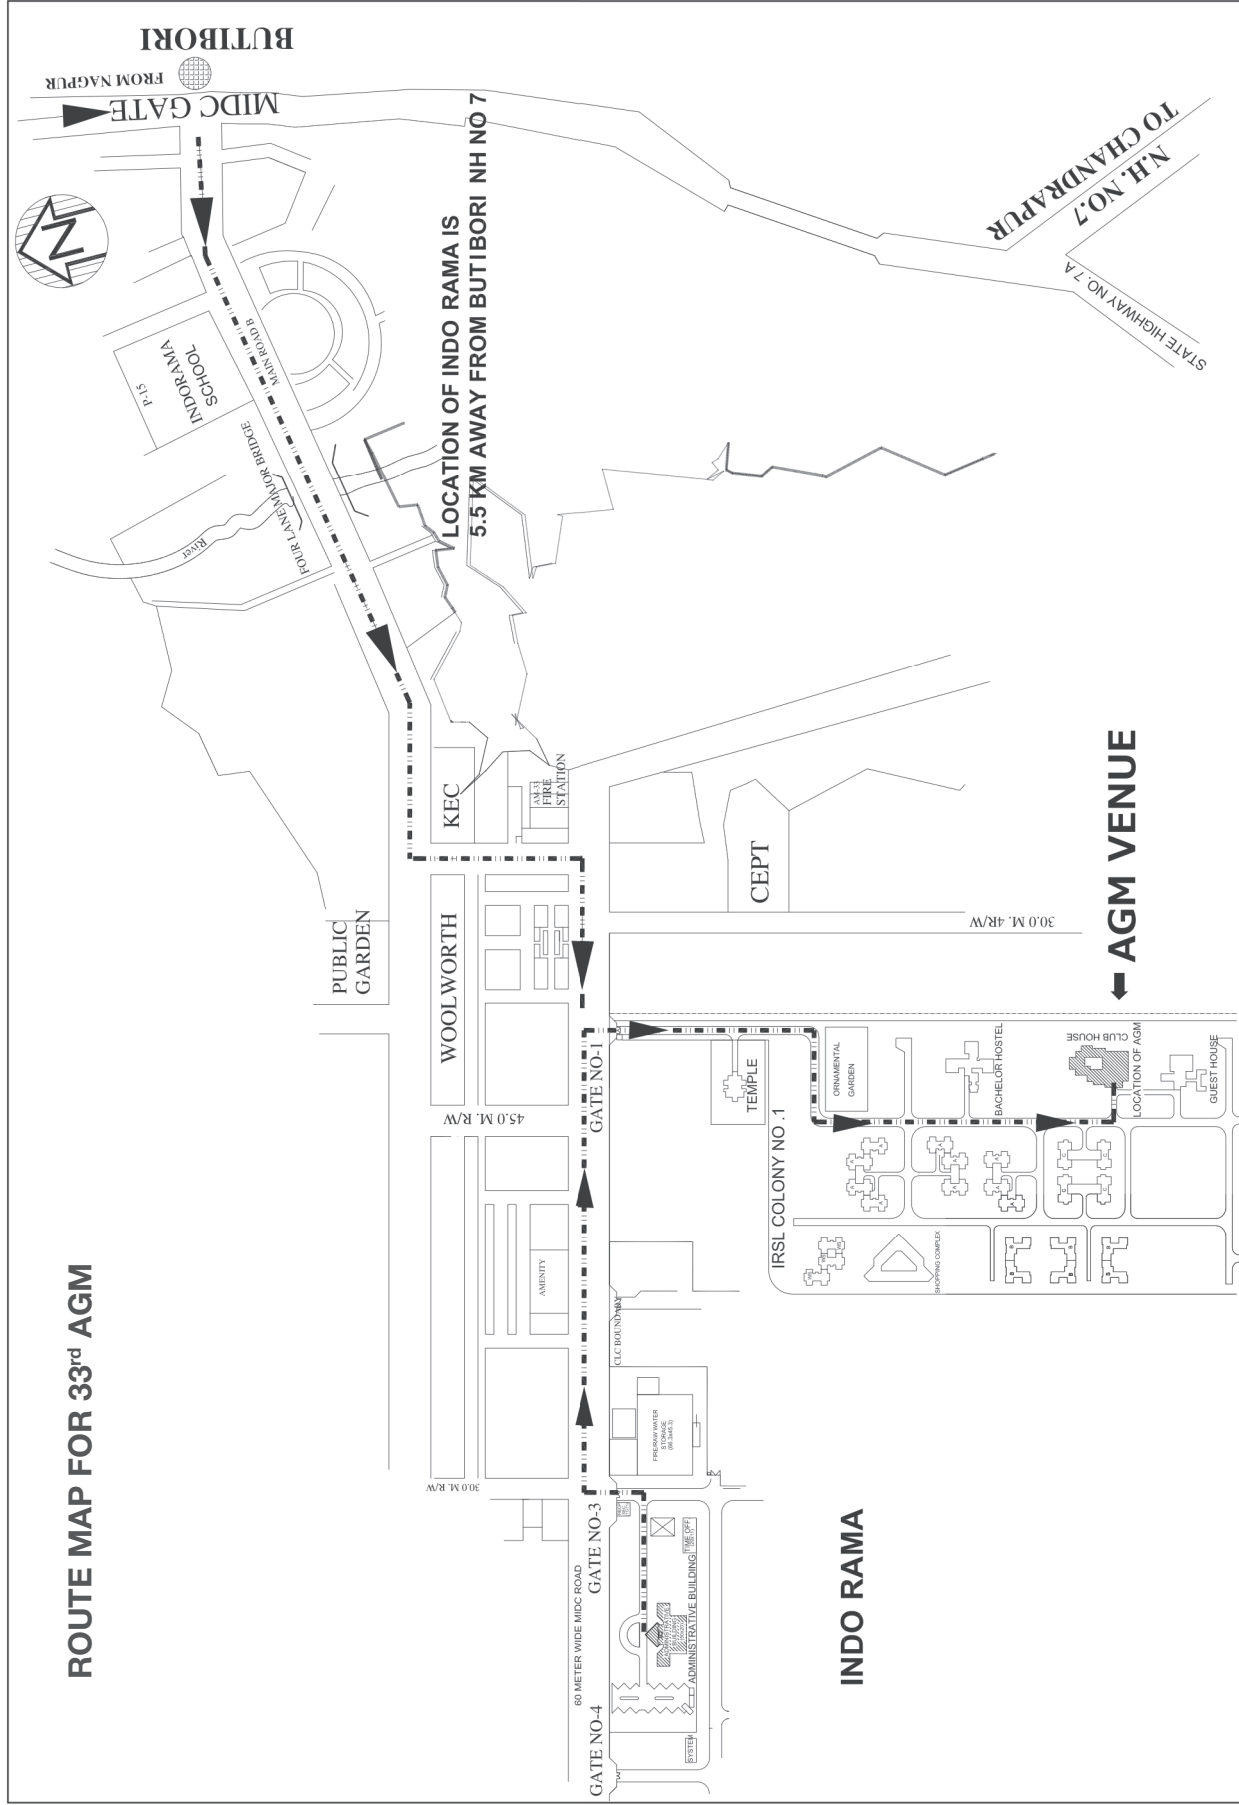 ROUTE MAP FOR 33rd AGM
BUTIBORI
FROM NAGPUR
MIDC GATE
N
LOCATION OF INDO RAMA IS
5.5 KM AWAY FROM BUTIBORI NH NO 7
TO CHANDRAPUR
N.H. NO.7
STATE HIGHWAY NO. 7 A
P-15
INDORAMA
SCHOOL
MAIN ROAD B
FOUR LANE MAJOR BRIDGE
River
KEC
AM-33
FIRE
STATION
PUBLIC
GARDEN
WOOLWORTH
CEPT
30.0 M. 4R/W
AGM VENUE
45.0 M. R/W
GATE NO-1
TEMPLE
ORNAMENTAL
GARDEN
BACHELOR HOSTEL
CLUB HOUSE
LOCATION OF AGM
GUEST HOUSE
IRSL COLONY NO .1
A
A
A
A
A
A
A
A
A
A
C
C
C
C
B
B
B
SHOPPING COMPLEX
AMENITY
CLC BOUNDARY
FIRE/RAW WATER
STORAGE
30.0 M. R/W
GATE NO-3
60 METER WIDE MIDC ROAD
TIME OFF
ADMINISTRATIVE
BUILDING
ADMINISTRATIVE BUILDING
GATE NO-4
SYSTEM
INDO RAMA